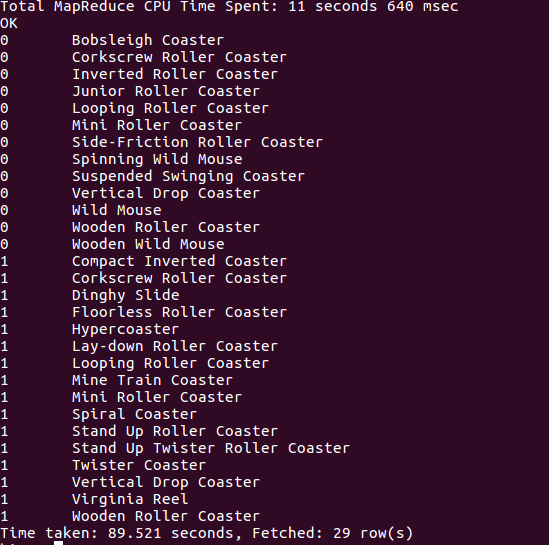 Total MapReduce CPU Time Spent: 11 seconds 640 msec
OK
0 Bobsleigh Coaster
0 Corkscrew Roller Coaster
0 Inverted Roller Coaster
0 Junior Roller Coaster
0 Looping Roller Coaster
0 Mini Roller Coaster
0 Side-Friction Roller Coaster
0 Spinning Wild Mouse
0 Suspended Swinging Coaster
0 Vertical Drop Coaster
0 Wild Mouse
0 Wooden Roller Coaster
0 Wooden Wild Mouse
1 Compact Inverted Coaster
1 Corkscrew Roller Coaster
1 Dinghy Slide
1 Floorless Roller Coaster
1 Hypercoaster
1 Lay-down Roller Coaster
1 Looping Roller Coaster
1 Mine Train Coaster
1 Mini Roller Coaster
1 Spiral Coaster
1 Stand Up Roller Coaster
1 Stand Up Twister Roller Coaster
1 Twister Coaster
1 Vertical Drop Coaster
1 Virginia Reel
1 Wooden Roller Coaster
Time taken: 89.521 seconds, Fetched: 29 row(s)